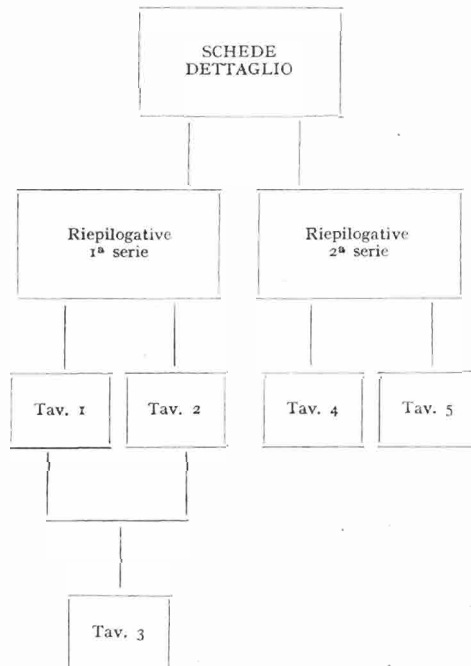 SCHEDE
DETTAGLIO
Riepilogative
1ª serie
Riepilogative
2ª serie
Tav. 1
Tav. 2
Tav. 4
Tav. 5
Tav. 3